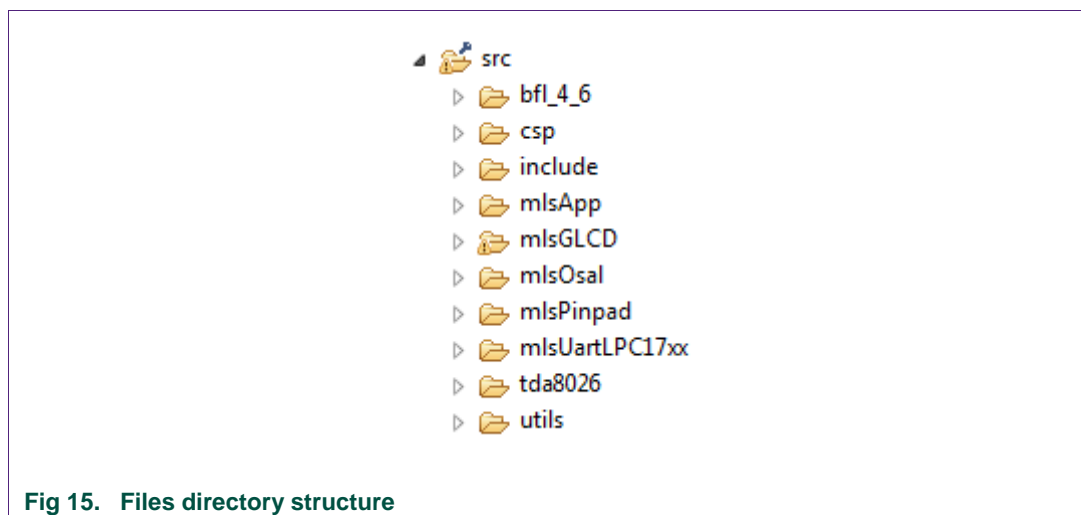 src
bfl_4_6
csp
include
mlsApp
mlsGLCD
mlsOsal
mlsPinpad
mlsUartLPC17xx
tda8026
utils
Fig 15. Files directory structure